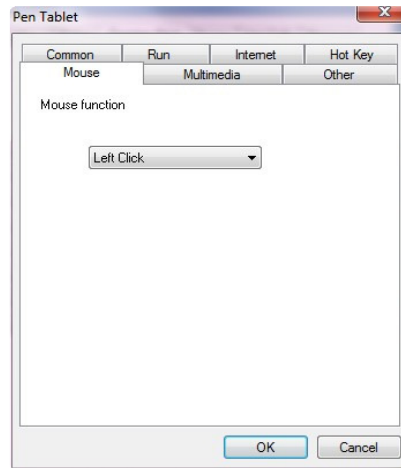 Pen Tablet
Common Run Internet Hot Key
Mouse Multimedia Other
Mouse function
Left Click
OK Cancel